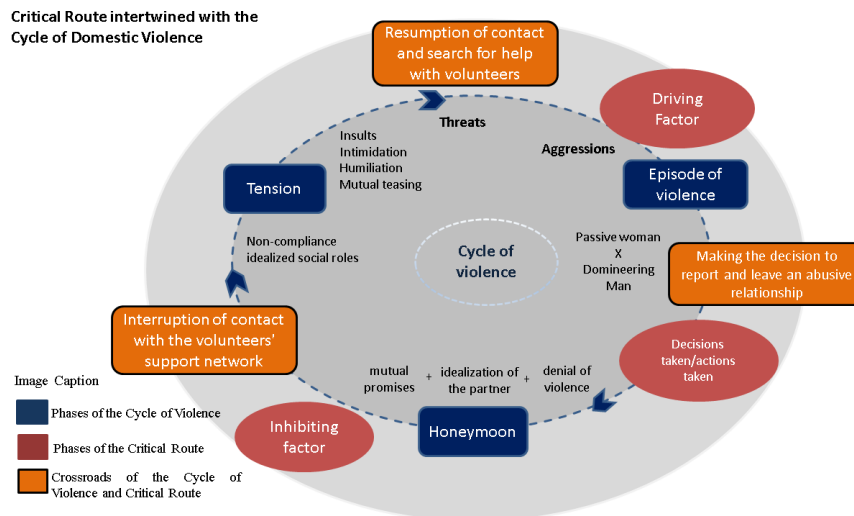 Critical Route intertwined with the
Cycle of Domestic Violence
Resumption of contact
and search for help
with volunteers
Driving
Factor
Threats
Insults
Intimidation
Humiliation
Mutual teasing
Aggressions
Tension
Episode of
violence
Non-compliance
idealized social roles
Cycle of
violence
Passive woman
X
Domineering
Man
Making the decision to
report and leave an abusive
relationship
Interruption of contact
with the volunteers'
support network
Decisions
taken/actions
taken
mutual
promises
+
idealization of
the partner
+
denial of
violence
Honeymoon
Inhibiting
factor
Image Caption
Phases of the Cycle of Violence
Phases of the Critical Route
Crossroads of the Cycle of
Violence and Critical Route